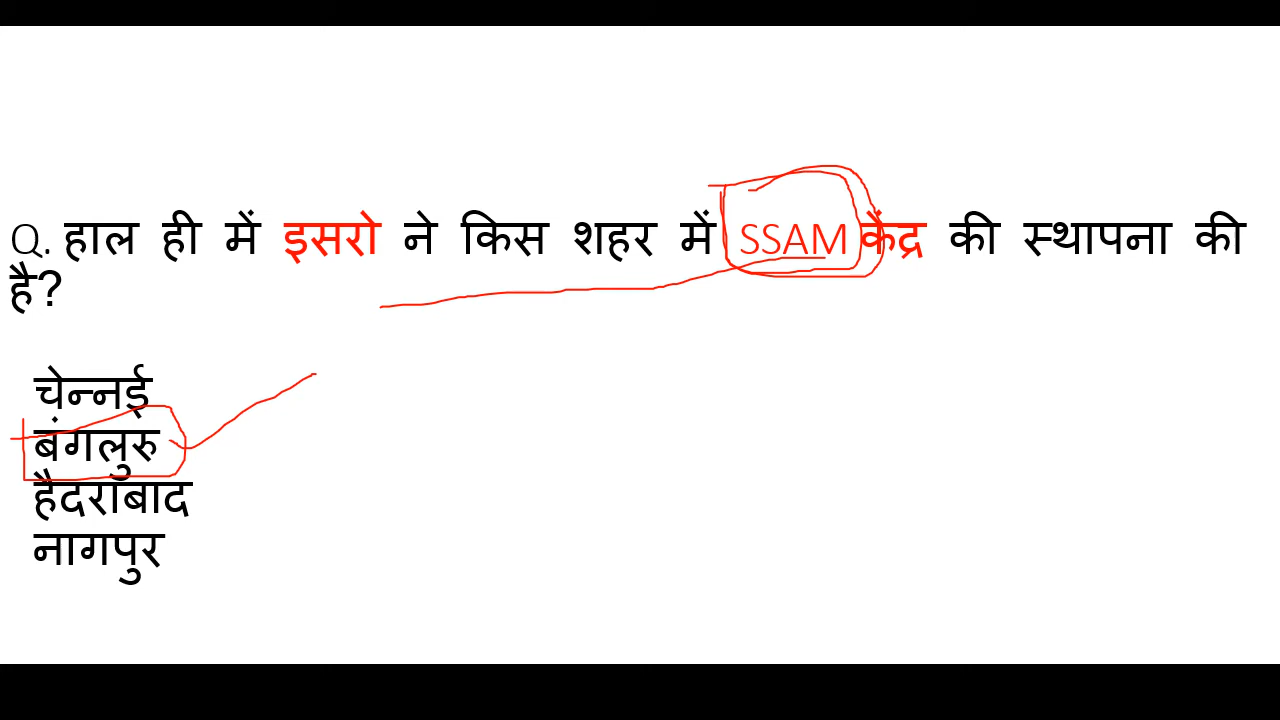 Q. हाल ही में इसरो ने किस शहर में SSAM केंद्र की स्थापना की
है?
चेन्नई
बंगलुरु
हैदराबाद
नागपुर